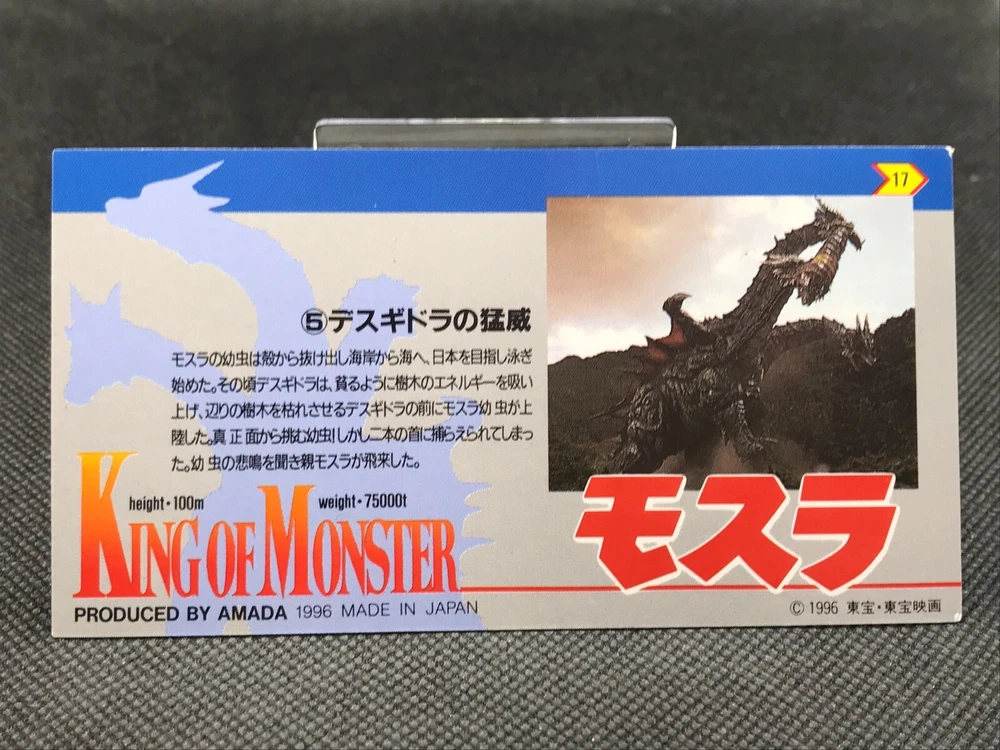 17
⑤デスギドラの猛威
モスラの幼虫は殻から抜け出し海岸から海へ、日本を目指し泳ぎ
始めた。その頃デスギドラは、貧るように樹木のエネルギーを吸い
上げ、辺りの樹木を枯れさせるデスギドラの前にモスラ幼虫が上
陸した。真正面から挑む幼虫!しかし二本の首に捕らえられてしまっ
た。幼虫の悲鳴を聞き親モスラが飛来した。
height・100m weight・75000t
KING OF MONSTER
モスラ
PRODUCED BY AMADA 1996 MADE IN JAPAN
© 1996 東宝・東宝映画